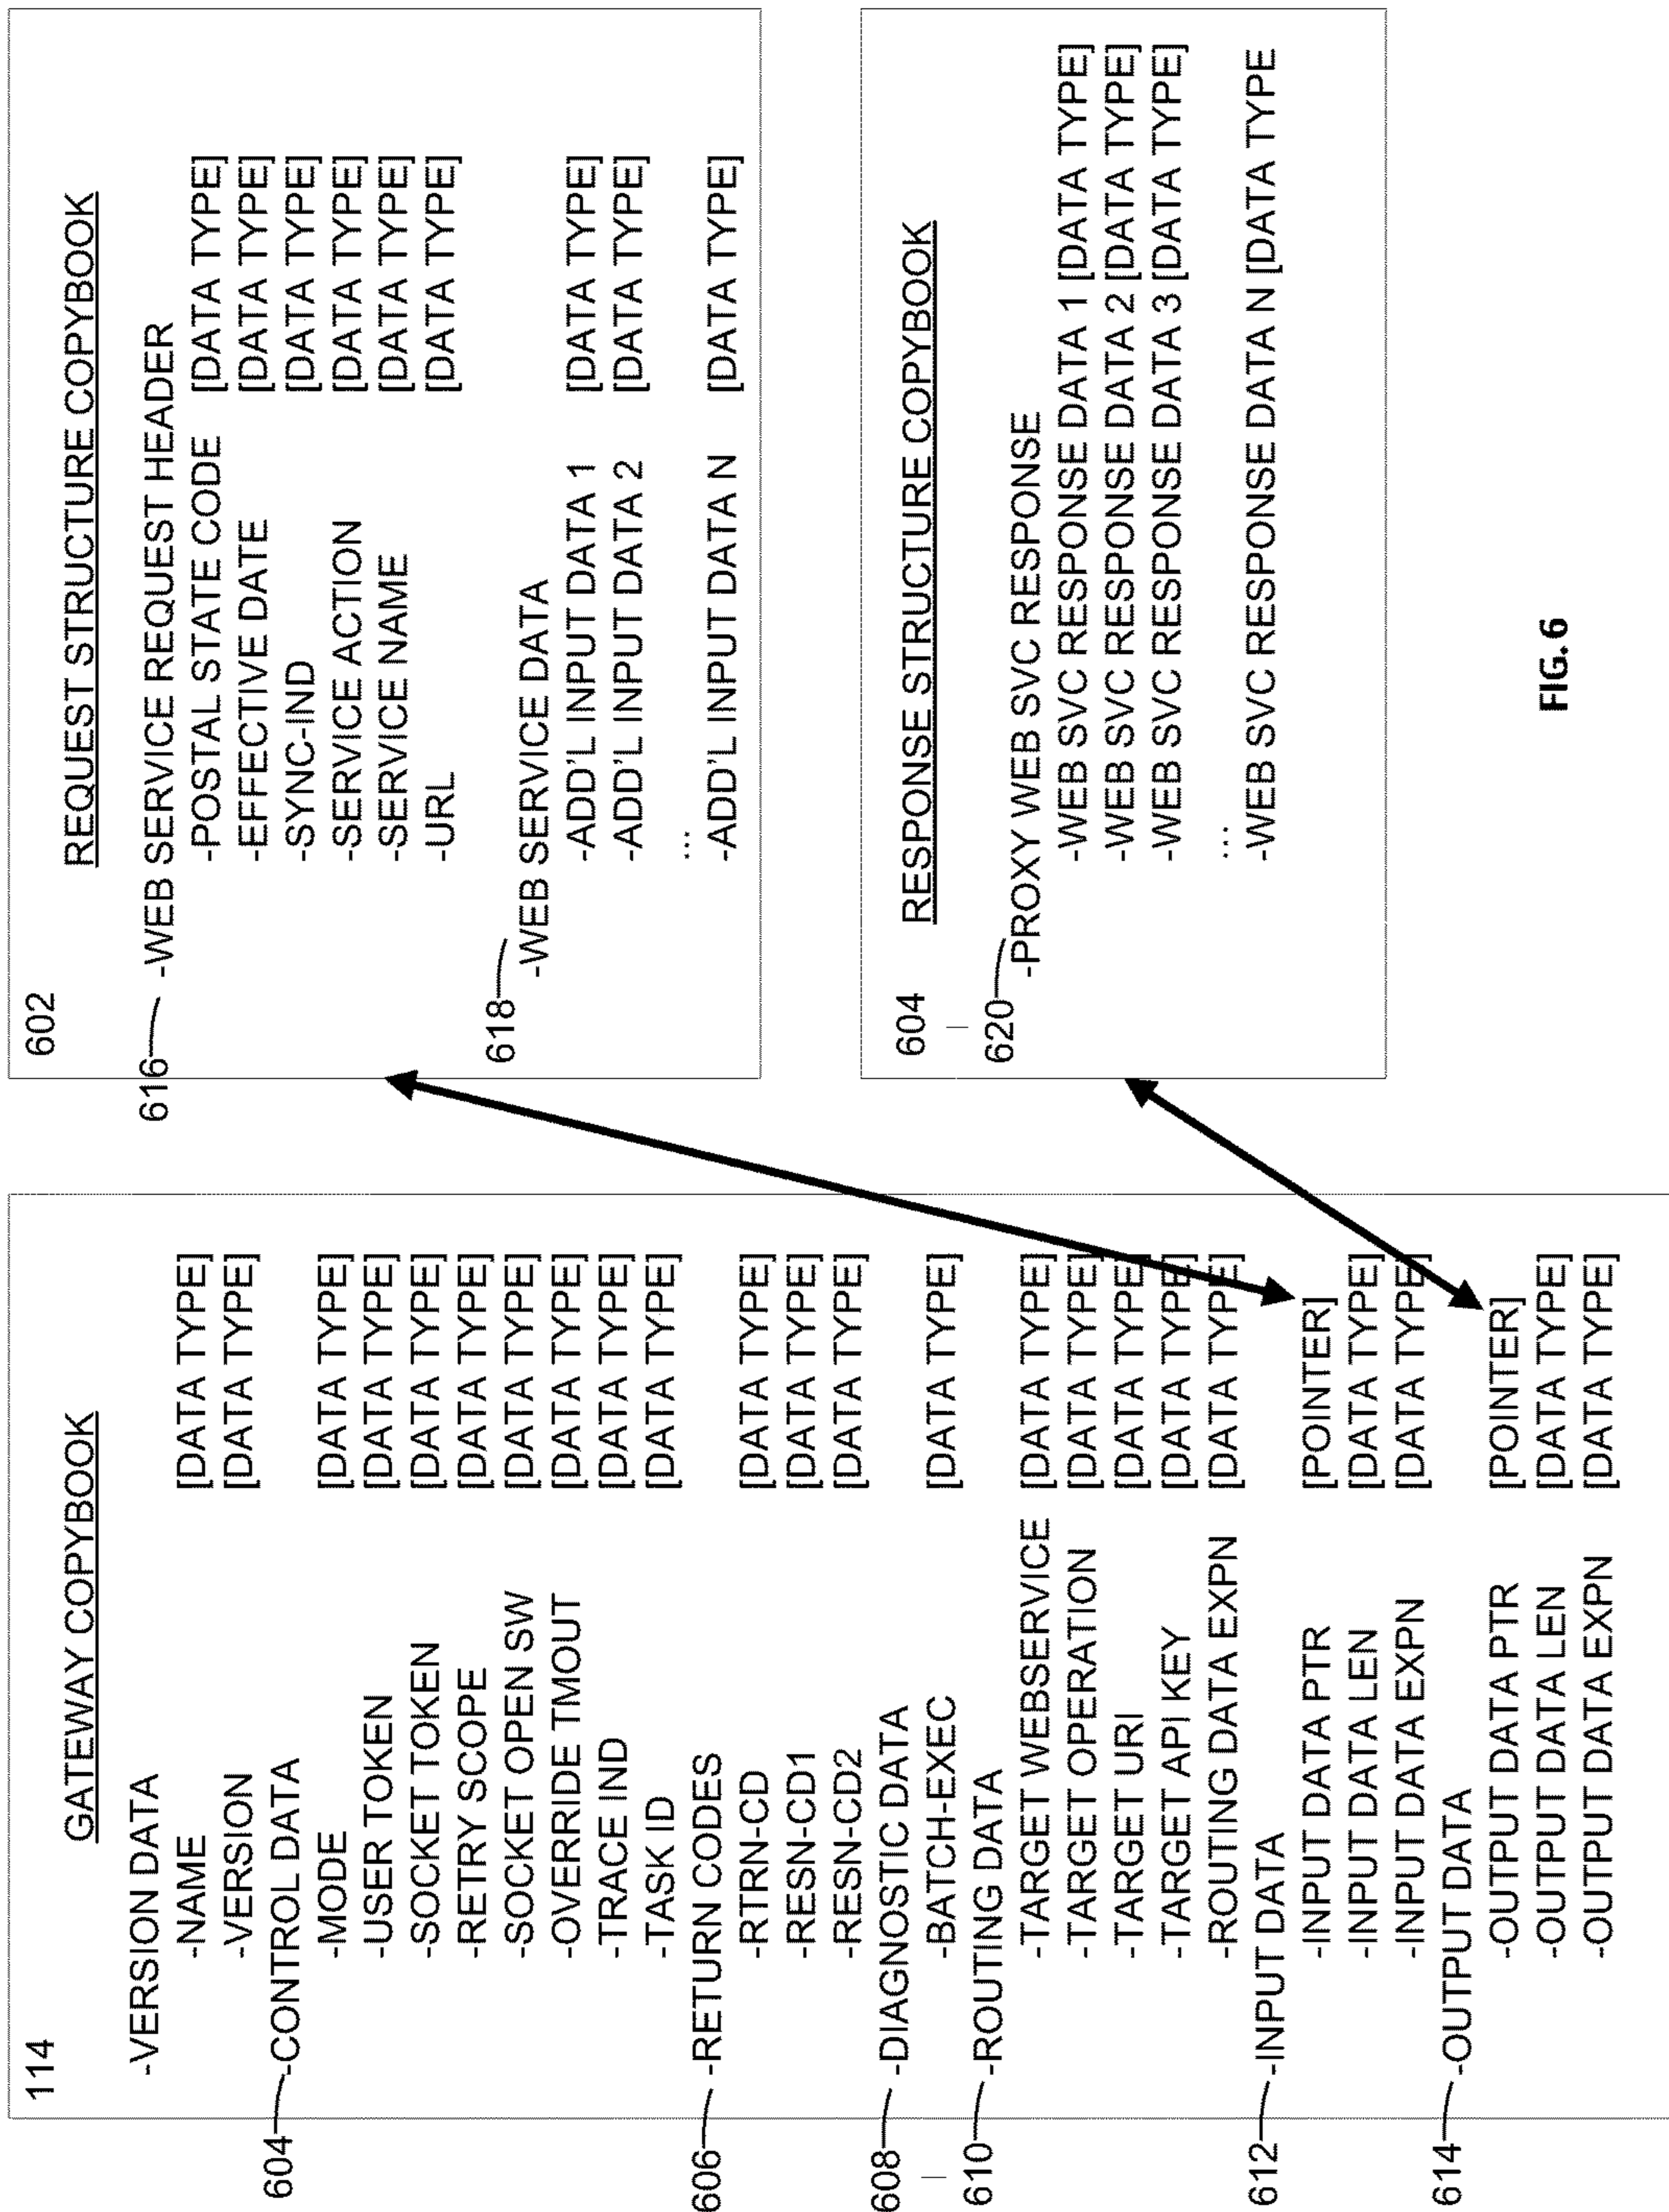 114
GATEWAY COPYBOOK
-VERSION DATA
-NAME [DATA TYPE]
-VERSION [DATA TYPE]
604 -CONTROL DATA
-MODE [DATA TYPE]
-USER TOKEN [DATA TYPE]
-SOCKET TOKEN [DATA TYPE]
-RETRY SCOPE [DATA TYPE]
-SOCKET OPEN SW [DATA TYPE]
-OVERRIDE TMOUT [DATA TYPE]
-TRACE IND [DATA TYPE]
-TASK ID [DATA TYPE]
606 -RETURN CODES
-RTRN-CD [DATA TYPE]
-RESN-CD1 [DATA TYPE]
-RESN-CD2 [DATA TYPE]
608 -DIAGNOSTIC DATA
-BATCH-EXEC [DATA TYPE]
610 -ROUTING DATA
-TARGET WEBSERVICE [DATA TYPE]
-TARGET OPERATION [DATA TYPE]
-TARGET URI [DATA TYPE]
-TARGET API KEY [DATA TYPE]
-ROUTING DATA EXPN [DATA TYPE]
612 -INPUT DATA
-INPUT DATA PTR [POINTER]
-INPUT DATA LEN [DATA TYPE]
-INPUT DATA EXPN [DATA TYPE]
614 -OUTPUT DATA
-OUTPUT DATA PTR [POINTER]
-OUTPUT DATA LEN [DATA TYPE]
-OUTPUT DATA EXPN [DATA TYPE]
602
REQUEST STRUCTURE COPYBOOK
616 -WEB SERVICE REQUEST HEADER
-POSTAL STATE CODE [DATA TYPE]
-EFFECTIVE DATE [DATA TYPE]
-SYNC-IND [DATA TYPE]
-SERVICE ACTION [DATA TYPE]
-SERVICE NAME [DATA TYPE]
-URL [DATA TYPE]
618 -WEB SERVICE DATA
-ADD'L INPUT DATA 1 [DATA TYPE]
-ADD'L INPUT DATA 2 [DATA TYPE]
...
-ADD'L INPUT DATA N [DATA TYPE]
604 RESPONSE STRUCTURE COPYBOOK
620 -PROXY WEB SVC RESPONSE
-WEB SVC RESPONSE DATA 1 [DATA TYPE]
-WEB SVC RESPONSE DATA 2 [DATA TYPE]
-WEB SVC RESPONSE DATA 3 [DATA TYPE]
...
-WEB SVC RESPONSE DATA N [DATA TYPE
FIG. 6